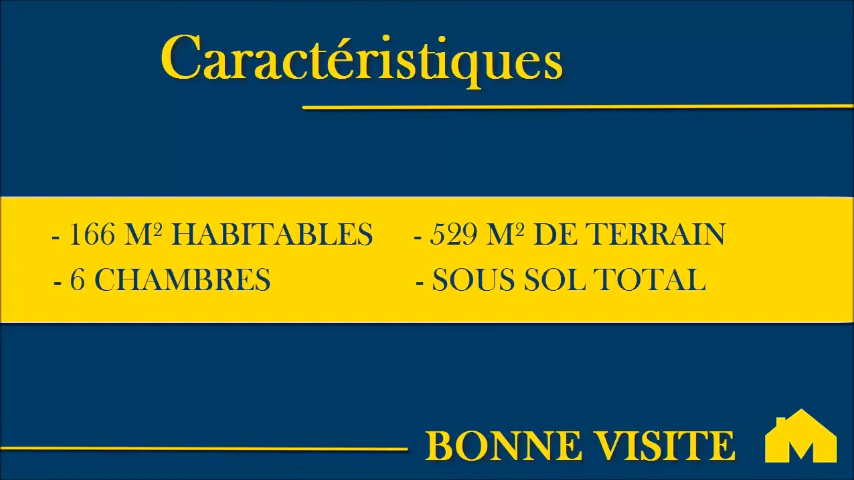 Caractéristiques
- 166 M² HABITABLES - 529 M² DE TERRAIN
- 6 CHAMBRES - SOUS SOL TOTAL
BONNE VISITE